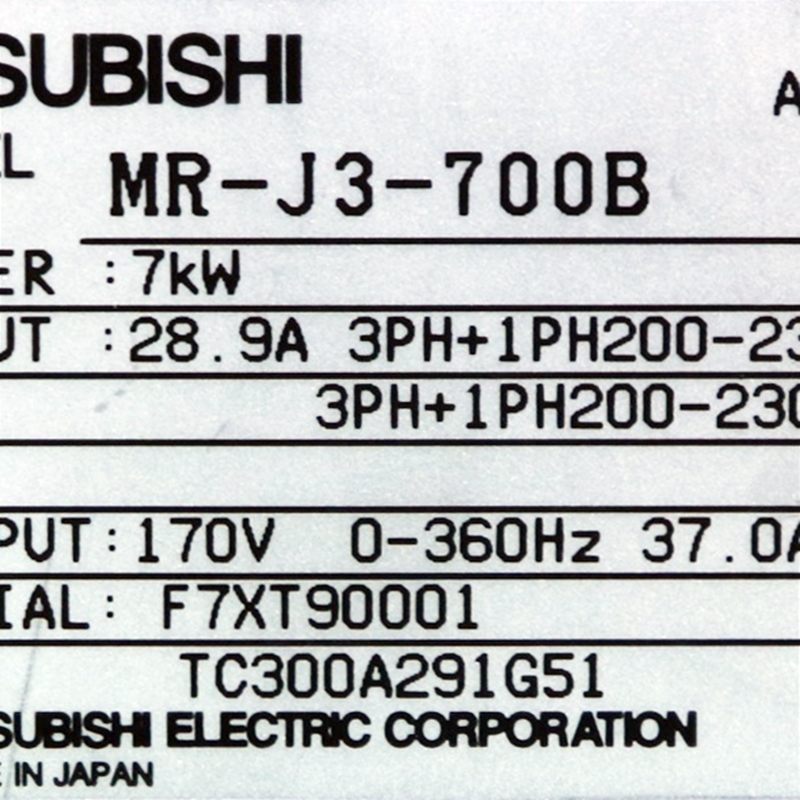 SUBISHI
A
EL MR-J3-700B
ER :7kW
UT :28.9A 3PH+1PH200-23
3PH+1PH200-230
PUT:170V 0-360Hz 37.0A
IAL: F7XT90001
TC300A291G51
SUBISHI ELECTRIC CORPORATION
E IN JAPAN